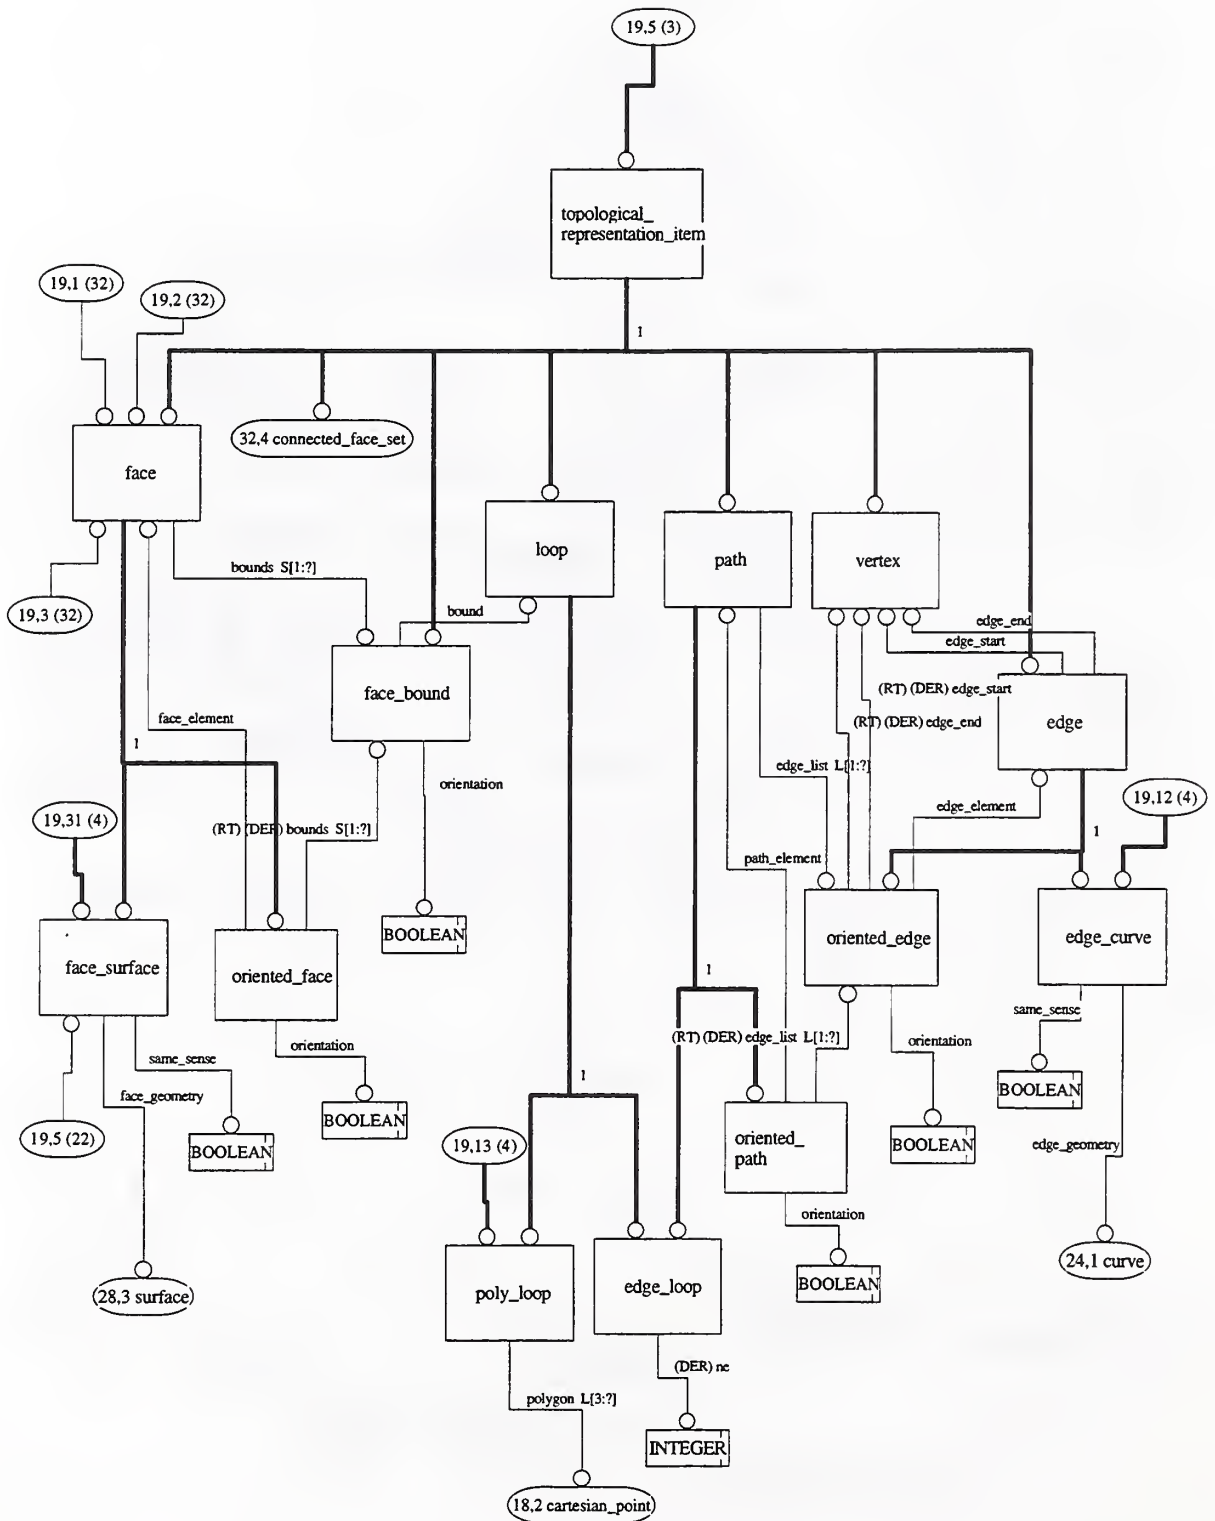 19,5 (3)
topological_
representation_item
19,1 (32)
19,2 (32)
1
32,4 connected_face_set
face
loop
path
vertex
bounds S[1:?]
19,3 (32)
bound
edge_end
edge_start
face_bound
(RT) (DER) edge_start
edge
face_element
(RT) (DER) edge_end
1
edge_list L[1:?]
orientation
19,31 (4)
edge_element
19,12 (4)
(RT) (DER) bounds S[1:?]
1
path_element
BOOLEAN
oriented_edge
edge_curve
face_surface
oriented_face
1
same_sense
(RT) (DER) edge_list L[1:?]
orientation
orientation
same_sense
1
face_geometry
BOOLEAN
BOOLEAN
19,5 (22)
BOOLEAN
19,13 (4)
oriented_
path
BOOLEAN
edge_geometry
orientation
24,1 curve
28,3 surface
poly_loop
edge_loop
BOOLEAN
(DER) ne
polygon L[3:?]
INTEGER
18,2 cartesian_point